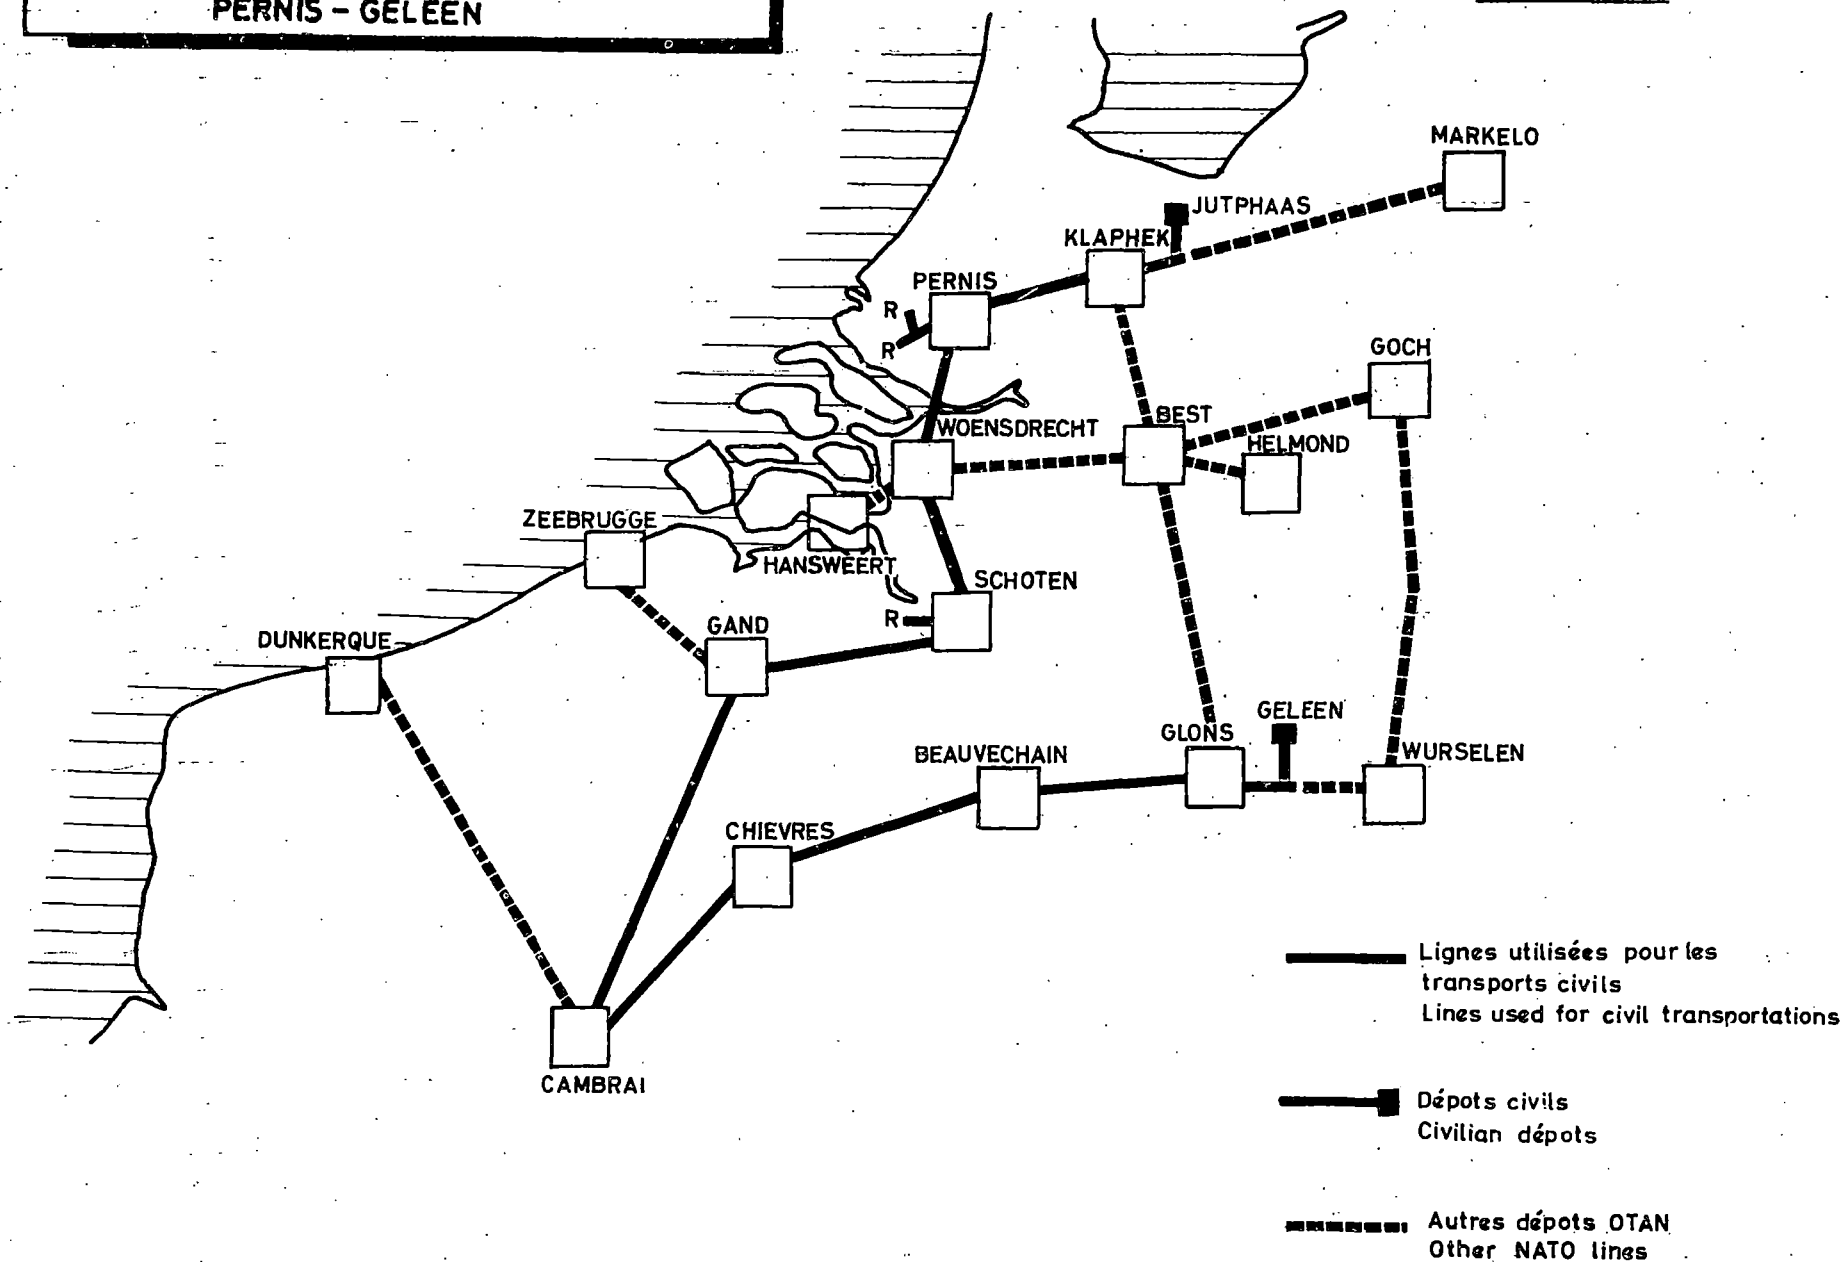 PERNIS – GELEEN
MARKELO
JUTPHAAS
KLAPHEK
PERNIS
R
R
GOCH
BEST
WOENSDRECHT
HELMOND
ZEEBRUGGE
HANSWEERT
SCHOTEN
R
GAND
DUNKERQUE
GELEEN
GLONS
WURSELEN
BEAUVECHAIN
CHIEVRES
CAMBRAI
Lignes utilisées pour les
transports civils
Lines used for civil transportations
Dépots civils
Civilian dépots
Autres dépots OTAN
Other NATO lines